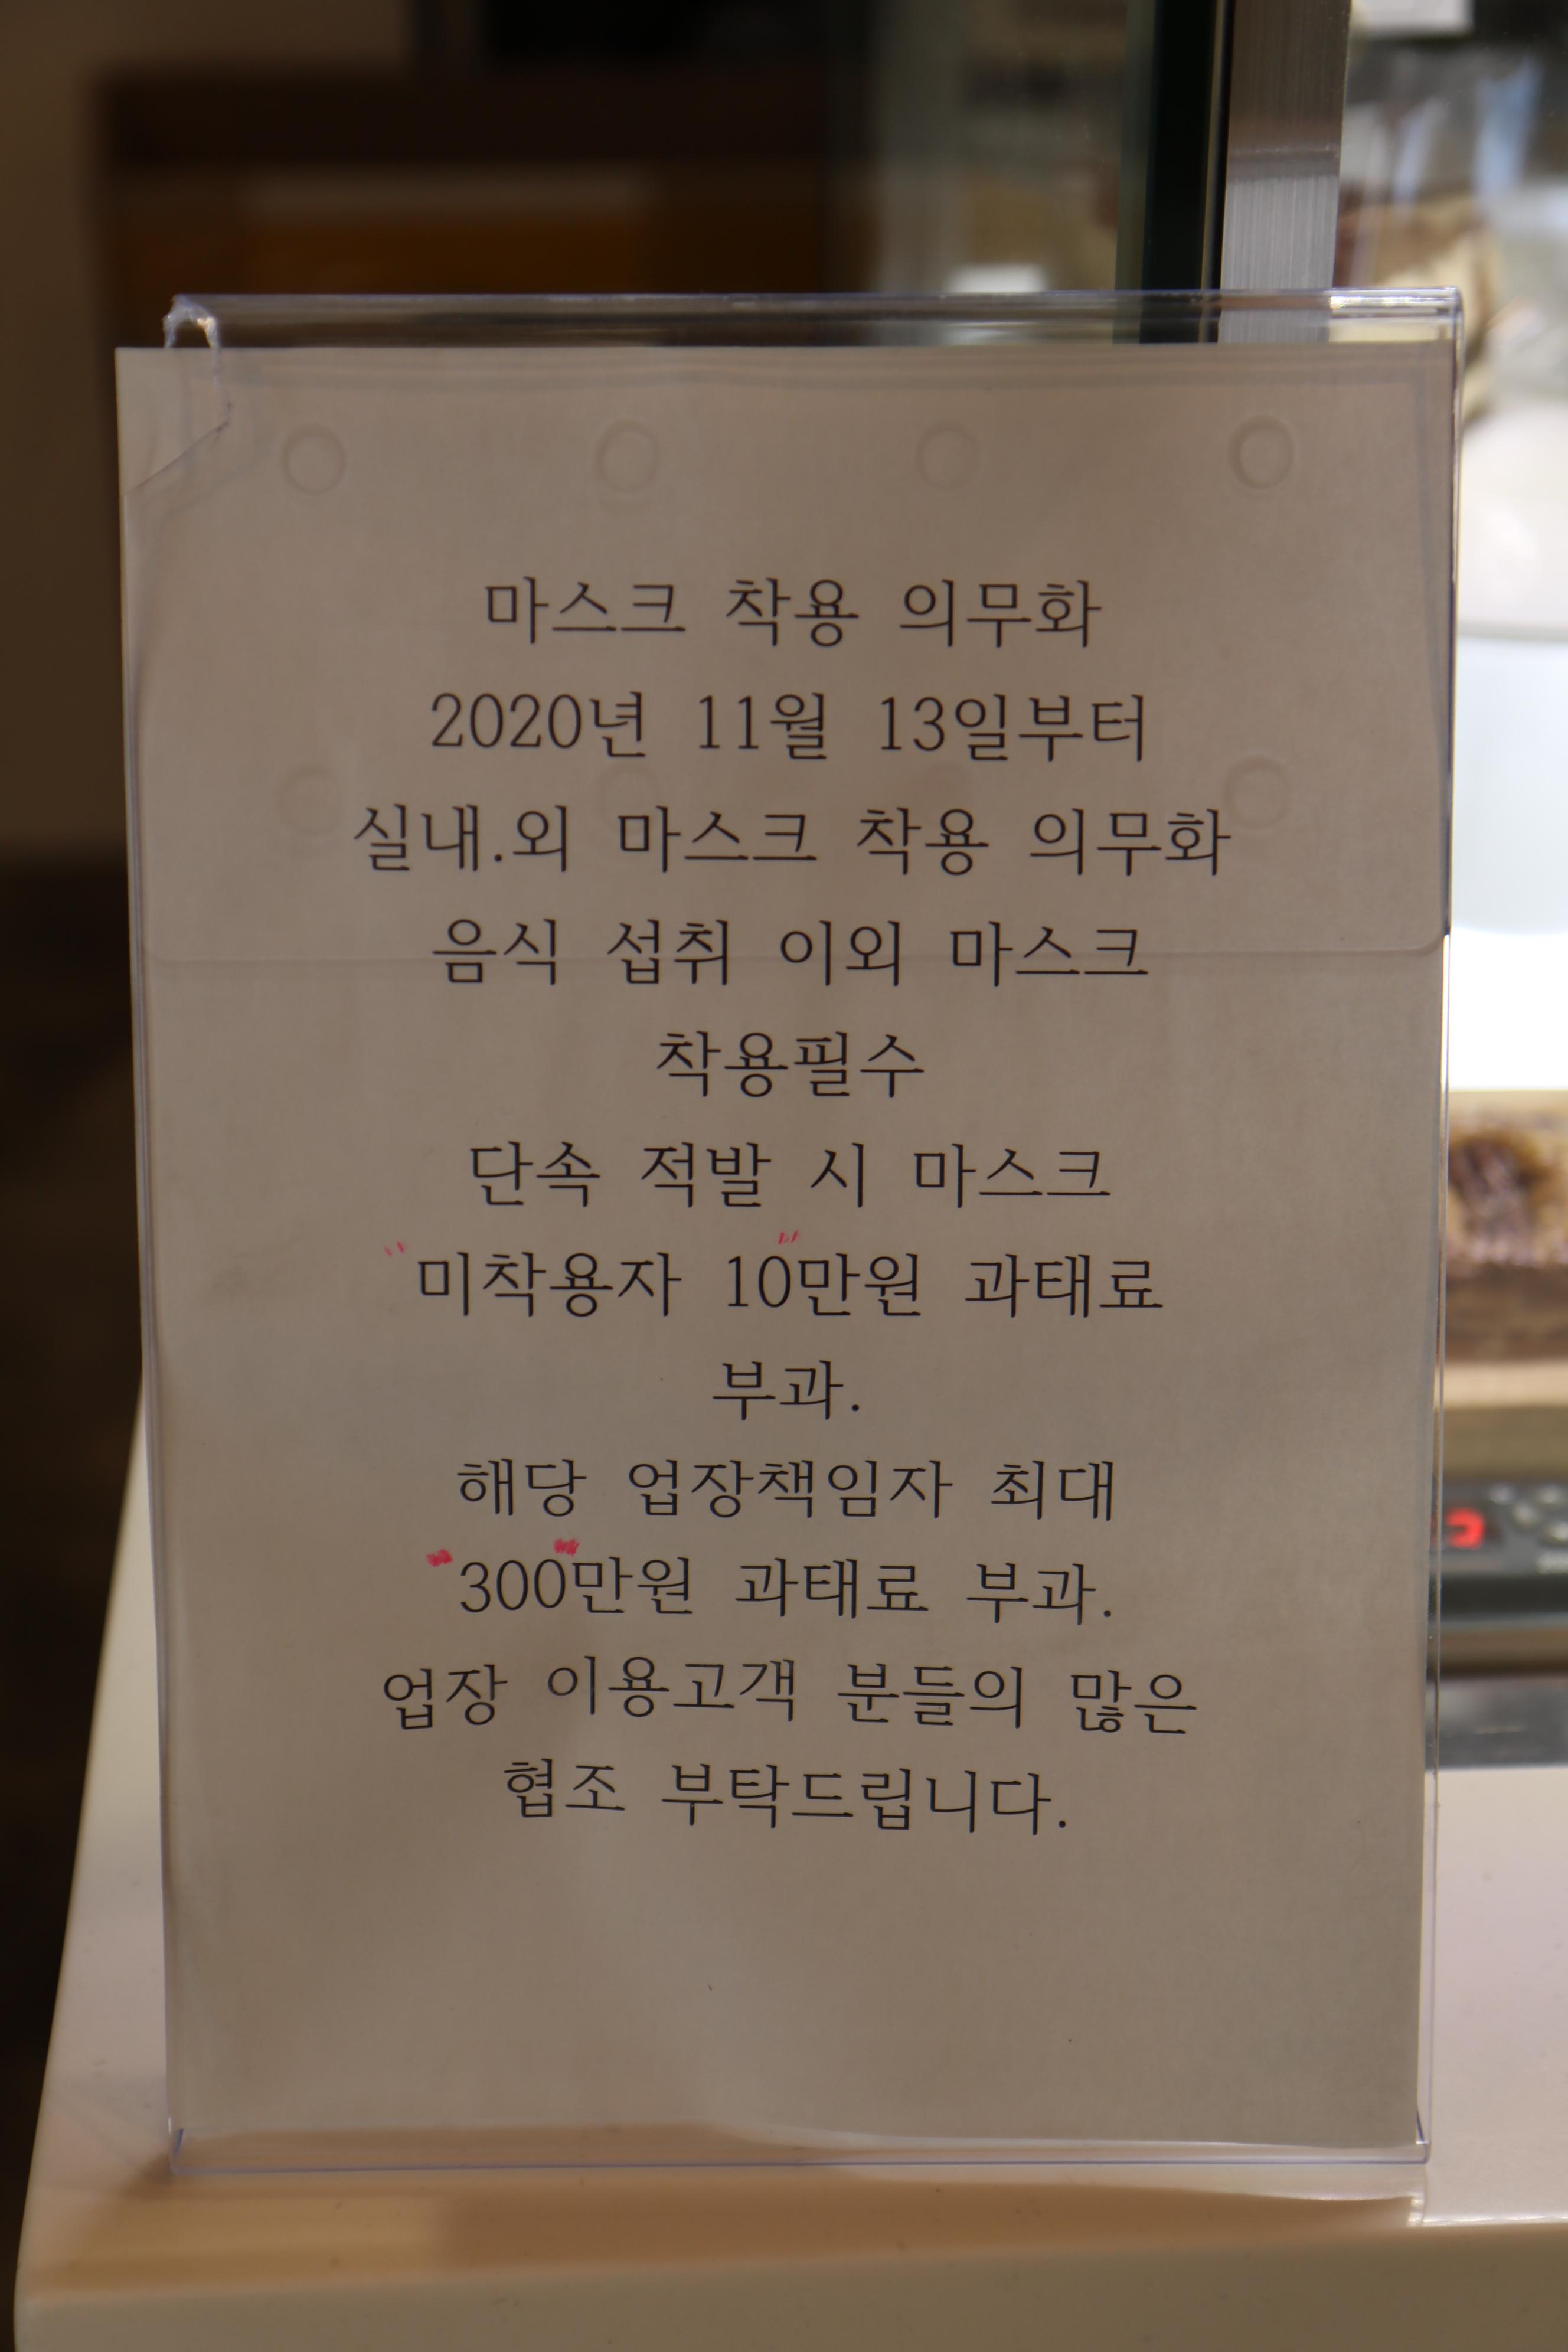 마스크 착용 의무화
2020년 11월 13일부터
실내.외 마스크 착용 의무화
음식 섭취 이외 마스크
착용필수
단속 적발 시 마스크
"미착용자 10"만원 과태료
부과.
해당 업장책임자 최대
"300"만원 과태료 부과.
업장 이용고객 분들의 많은
협조 부탁드립니다.